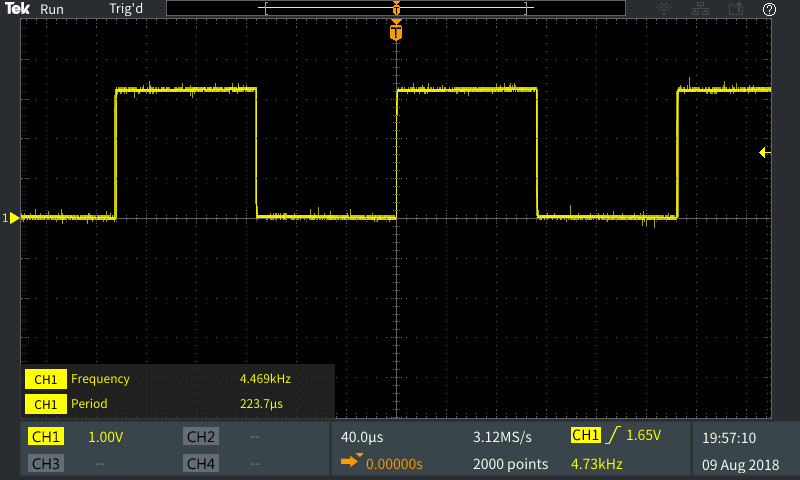 Tek Run Trig'd T ?
T
1
CH1 Frequency 4.469kHz
CH1 Period 223.7µs
CH1 1.00V CH2 -- 40.0µs 3.12MS/s CH1 1.65V 19:57:10
CH3 -- CH4 -- 0.00000s 2000 points 4.73kHz 09 Aug 2018